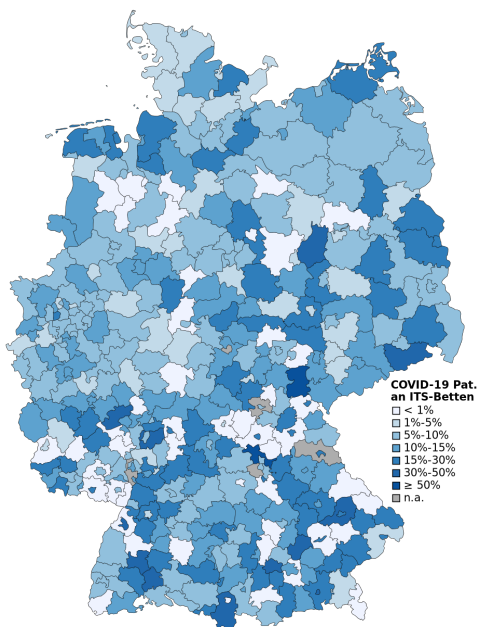 COVID-19 Pat.
an ITS-Betten
< 1%
1%-5%
5%-10%
10%-15%
15%-30%
30%-50%
≥ 50%
n.a.